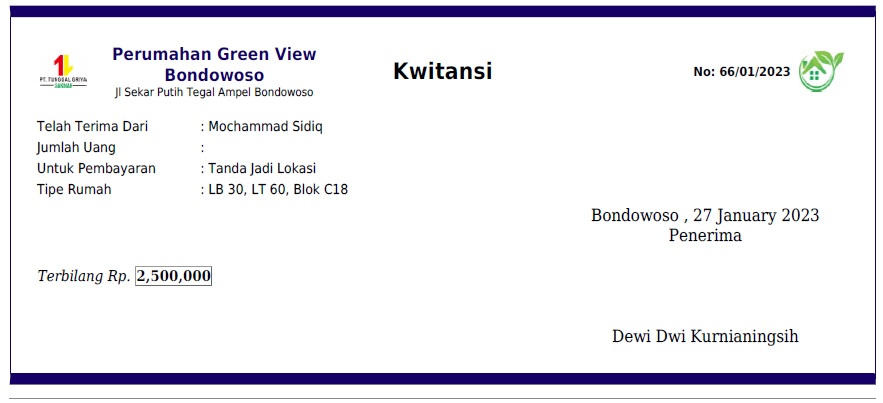 PT. TUNGGAL GRIYA
SAKINAH
Perumahan Green View
Bondowoso
Jl Sekar Putih Tegal Ampel Bondowoso
Kwitansi
No: 66/01/2023
Telah Terima Dari : Mochammad Sidiq
Jumlah Uang :
Untuk Pembayaran : Tanda Jadi Lokasi
Tipe Rumah : LB 30, LT 60, Blok C18
Bondowoso , 27 January 2023
Penerima
Terbilang Rp. 2,500,000
Dewi Dwi Kurnianingsih